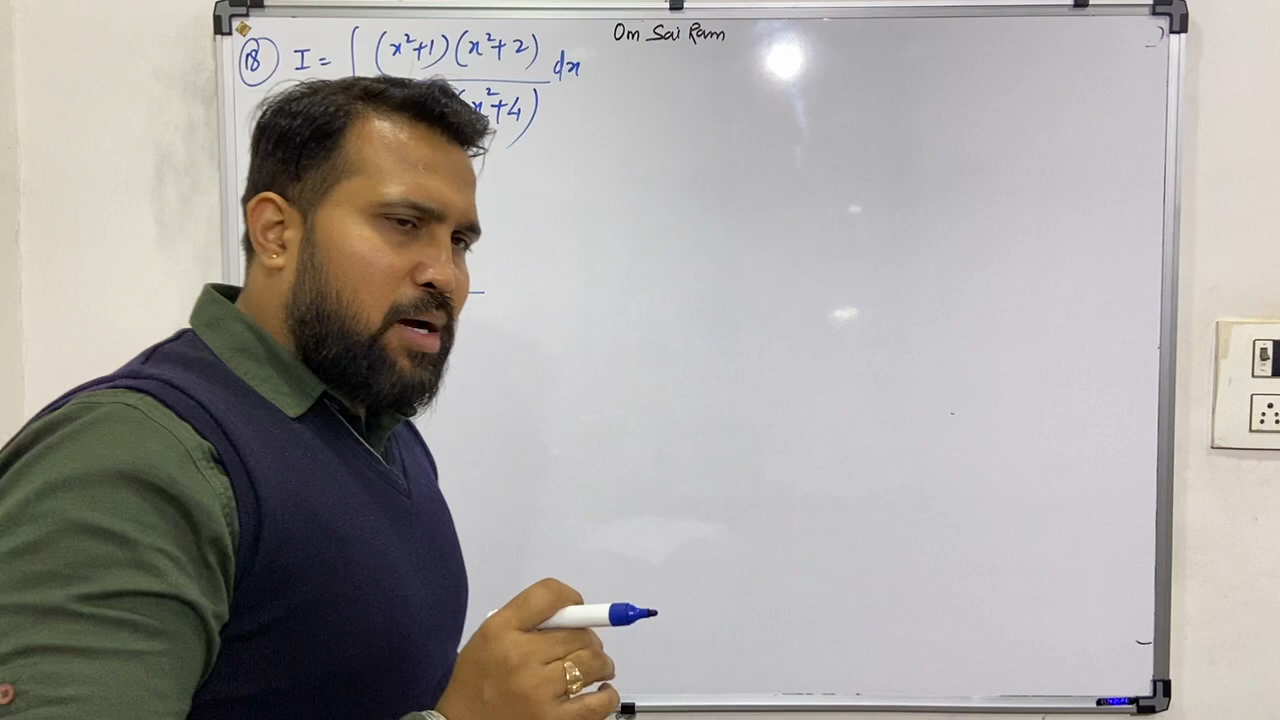 Om Sai Ram
18 I = ∫ (x²+1)(x²+2) dx
x²+4)